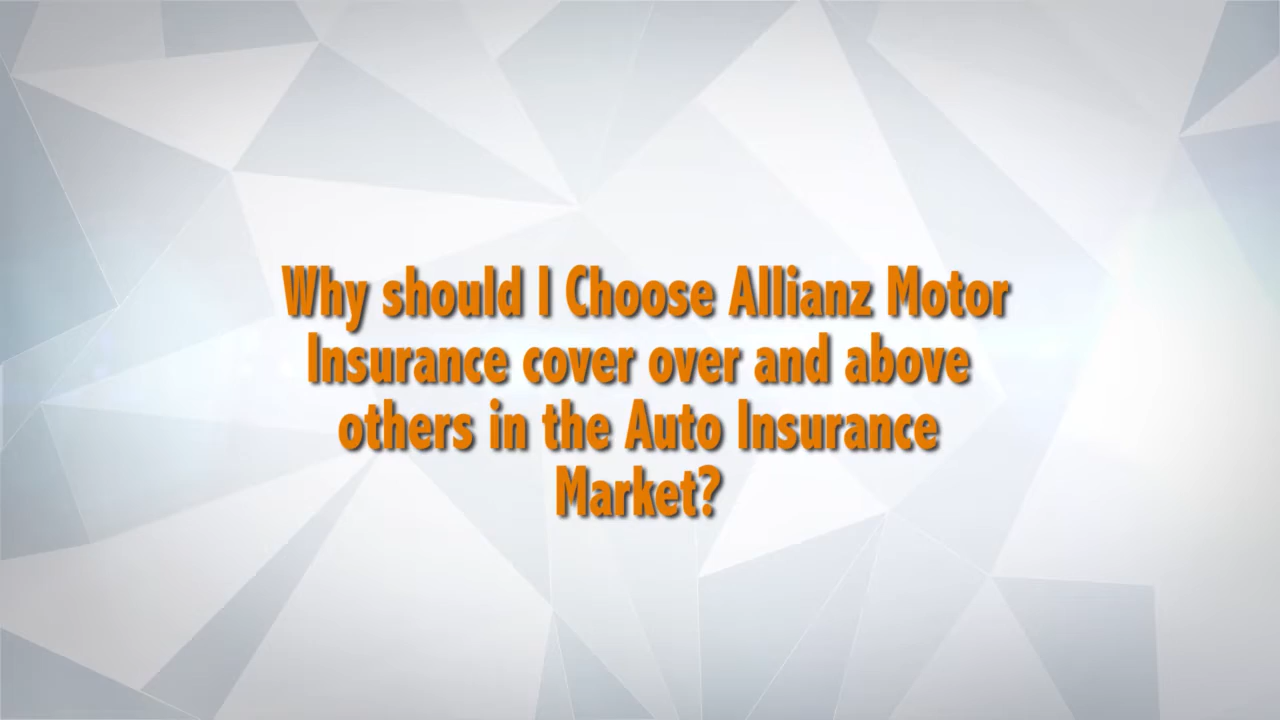 Why should I Choose Allianz Motor
Insurance cover over and above
others in the Auto Insurance
Market?